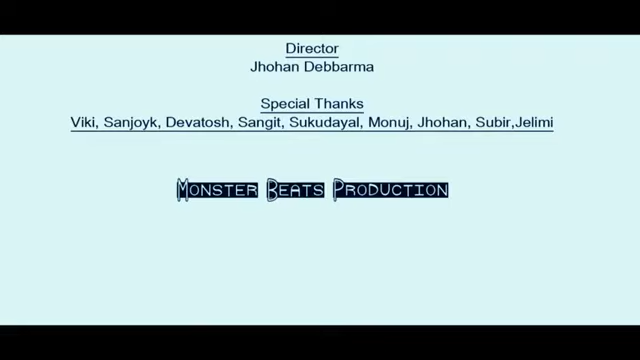 Director
Jhohan Debbarma
Special Thanks
Viki, Sanjoyk, Devatosh, Sangit, Sukudayal, Monuj, Jhohan, Subir,Jelimi
Monster Beats Production